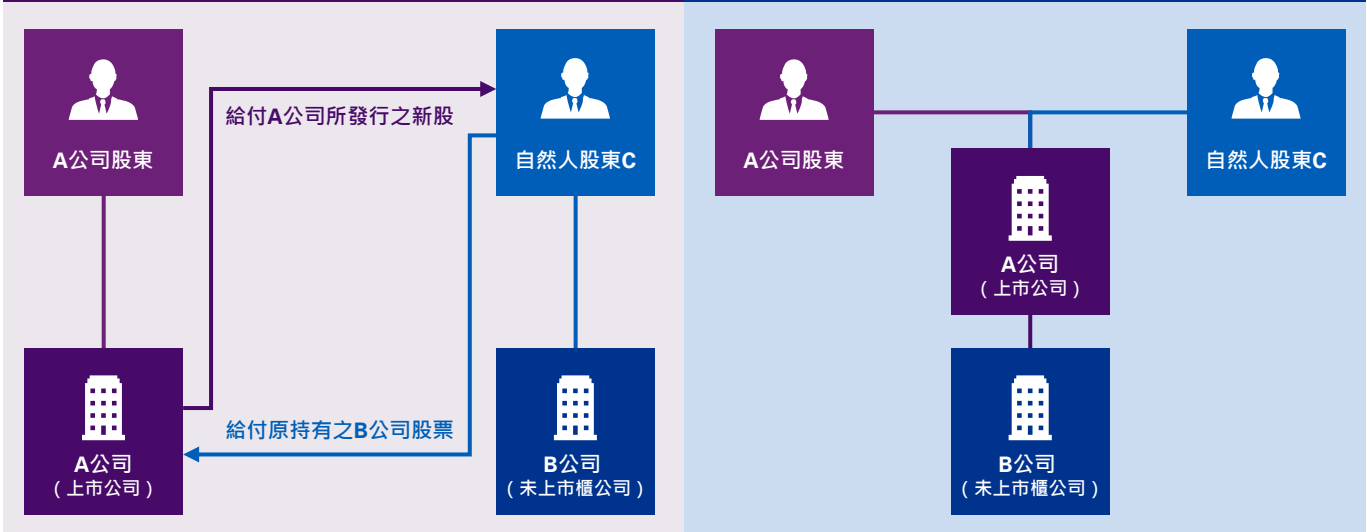 A公司股東
給付A公司所發行之新股
自然人股東C
給付原持有之B公司股票
A公司
（上市公司）
B公司
（未上市櫃公司）
A公司股東
自然人股東C
A公司
（上市公司）
B公司
（未上市櫃公司）